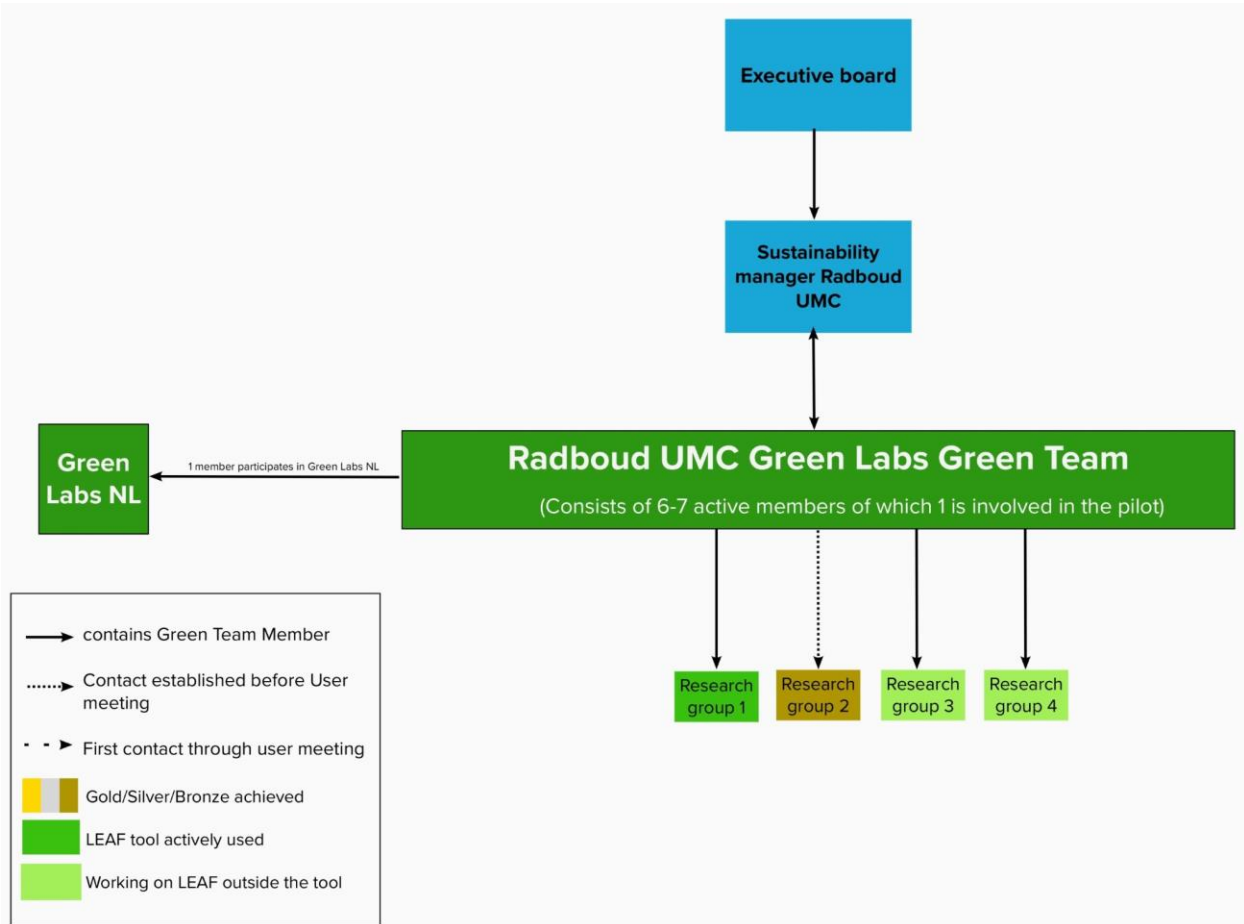 Executive board
Sustainability
manager Radboud
UMC
Green
Labs NL
1 member participates in Green Labs NL
Radboud UMC Green Labs Green Team
(Consists of 6-7 active members of which 1 is involved in the pilot)
Research
group 1
Research
group 2
Research
group 3
Research
group 4
contains Green Team Member
Contact established before User
meeting
First contact through user meeting
Gold/Silver/Bronze achieved
LEAF tool actively used
Working on LEAF outside the tool